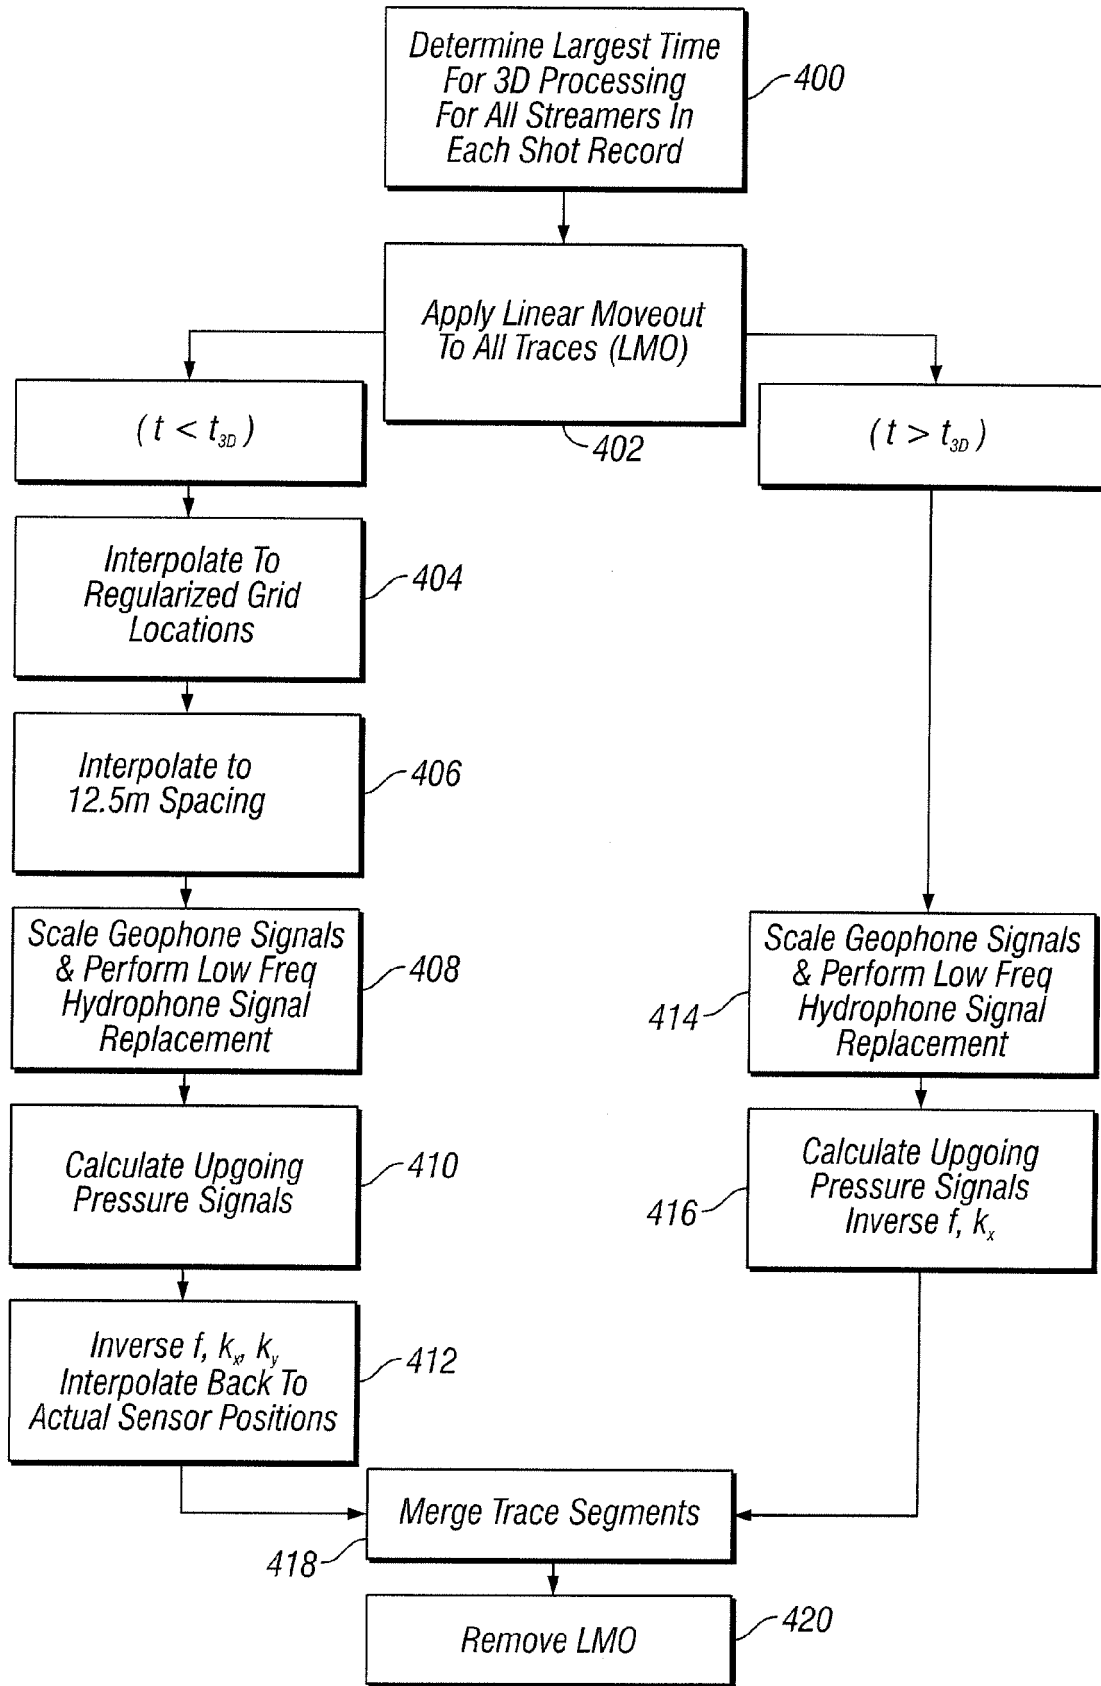 Determine Largest Time
For 3D Processing
For All Streamers In
Each Shot Record
400
Apply Linear Moveout
To All Traces (LMO)
402
( t < t3D )
( t > t3D )
Interpolate To
Regularized Grid
Locations
404
Interpolate to
12.5m Spacing
406
Scale Geophone Signals
& Perform Low Freq
Hydrophone Signal
Replacement
408
Scale Geophone Signals
& Perform Low Freq
Hydrophone Signal
Replacement
414
Calculate Upgoing
Pressure Signals
410
Calculate Upgoing
Pressure Signals
Inverse f, kx
416
Inverse f, kx, ky
Interpolate Back To
Actual Sensor Positions
412
Merge Trace Segments
418
Remove LMO
420